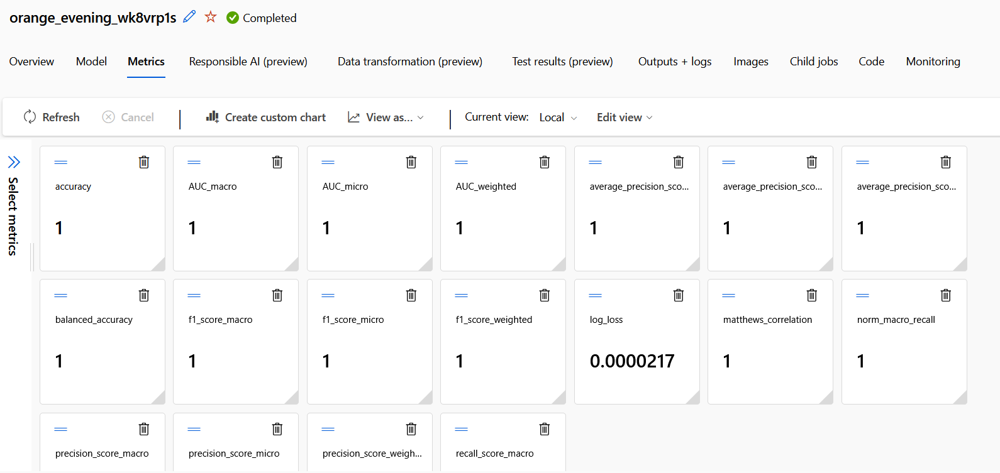 orange_evening_wk8vrp1s Completed
Overview Model Metrics Responsible AI (preview) Data transformation (preview) Test results (preview) Outputs + logs Images Child jobs Code Monitoring
Refresh Cancel Create custom chart View as... Current view: Local Edit view
Select metrics
accuracy AUC_macro AUC_micro AUC_weighted average_precision_sco... average_precision_sco... average_precision_sco...
1 1 1 1 1 1 1
balanced_accuracy f1_score_macro f1_score_micro f1_score_weighted log_loss matthews_correlation norm_macro_recall
1 1 1 1 0.0000217 1 1
precision_score_macro precision_score_micro precision_score_weigh... recall_score_macro